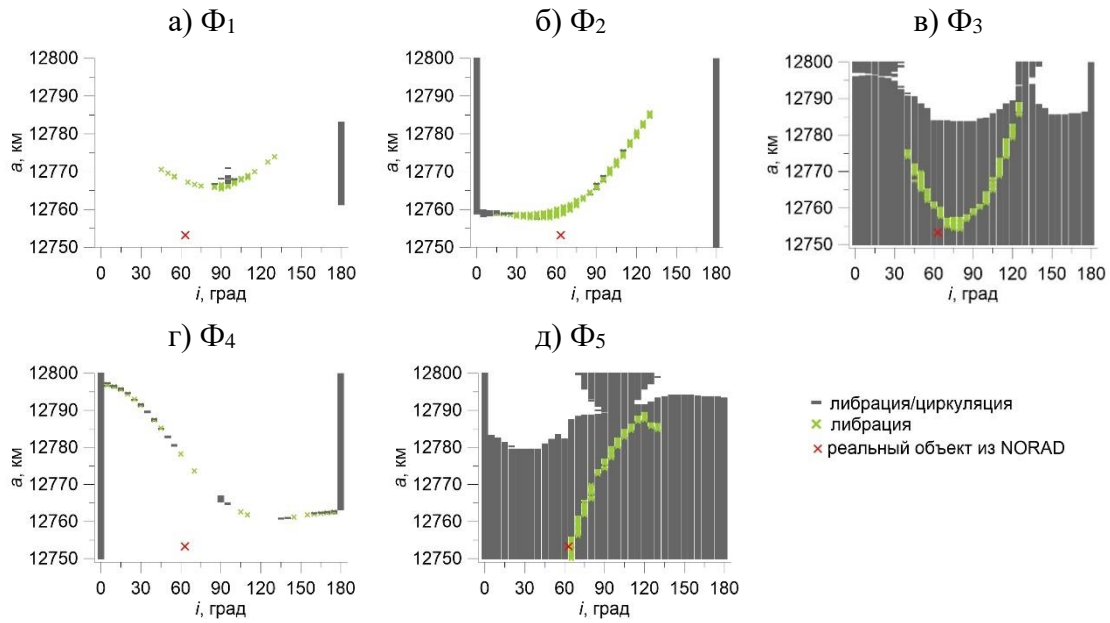 а) Φ₁
б) Φ₂
в) Φ₃
12800
12790
12780
12770
12760
12750
a, км
0 30 60 90 120 150 180
i, град
12800
12790
12780
12770
12760
12750
a, км
0 30 60 90 120 150 180
i, град
12800
12790
12780
12770
12760
12750
a, км
0 30 60 90 120 150 180
i, град
г) Φ₄
д) Φ₅
12800
12790
12780
12770
12760
12750
a, км
0 30 60 90 120 150 180
i, град
12800
12790
12780
12770
12760
12750
a, км
0 30 60 90 120 150 180
i, град
либрация/циркуляция
либрация
реальный объект из NORAD